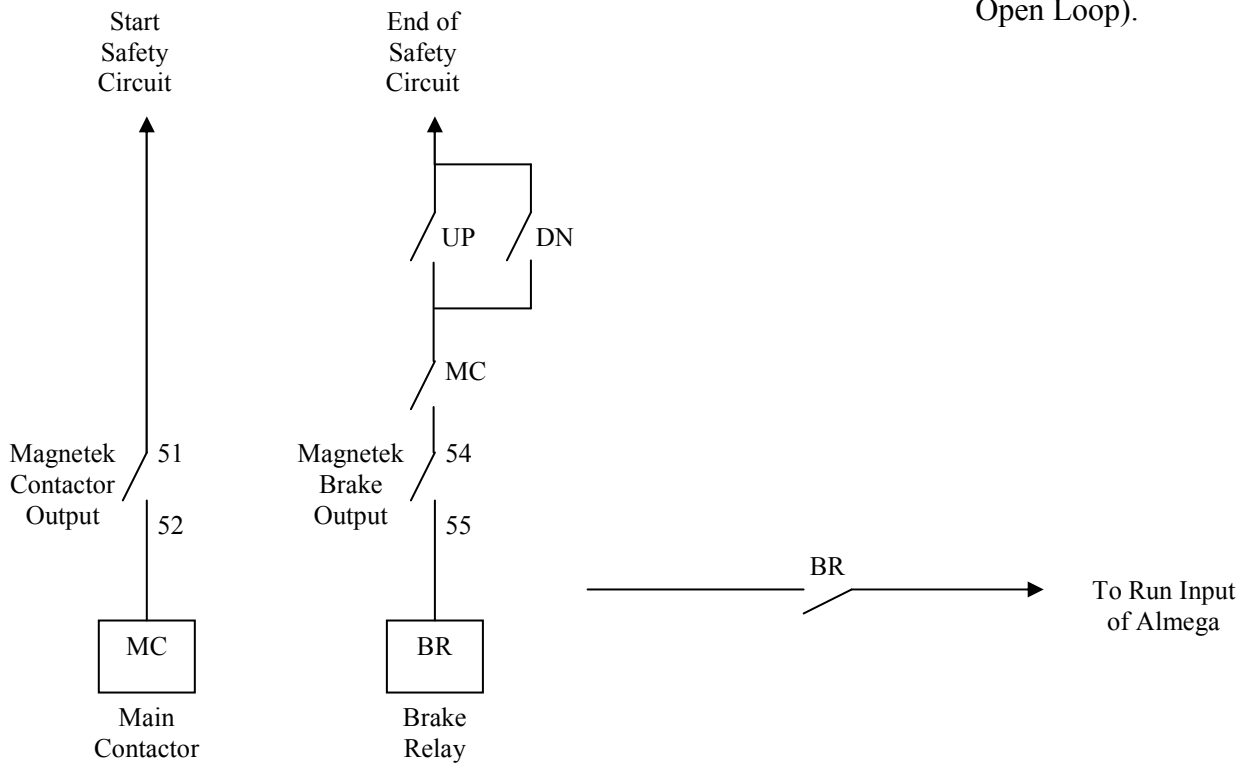 Open Loop).
Start
Safety
Circuit
End of
Safety
Circuit
UP
DN
MC
Magnetek
Contactor
Output
51
52
Magnetek
Brake
Output
54
55
BR
To Run Input
of Almega
MC
BR
Main
Contactor
Brake
Relay